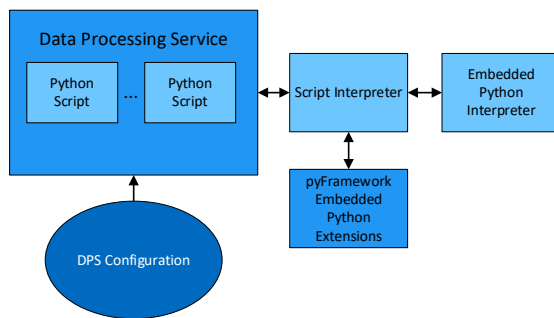 Data Processing Service
Python
Script
...
Python
Script
Script Interpreter
Embedded
Python
Interpreter
pyFramework
Embedded
Python
Extensions
DPS Configuration